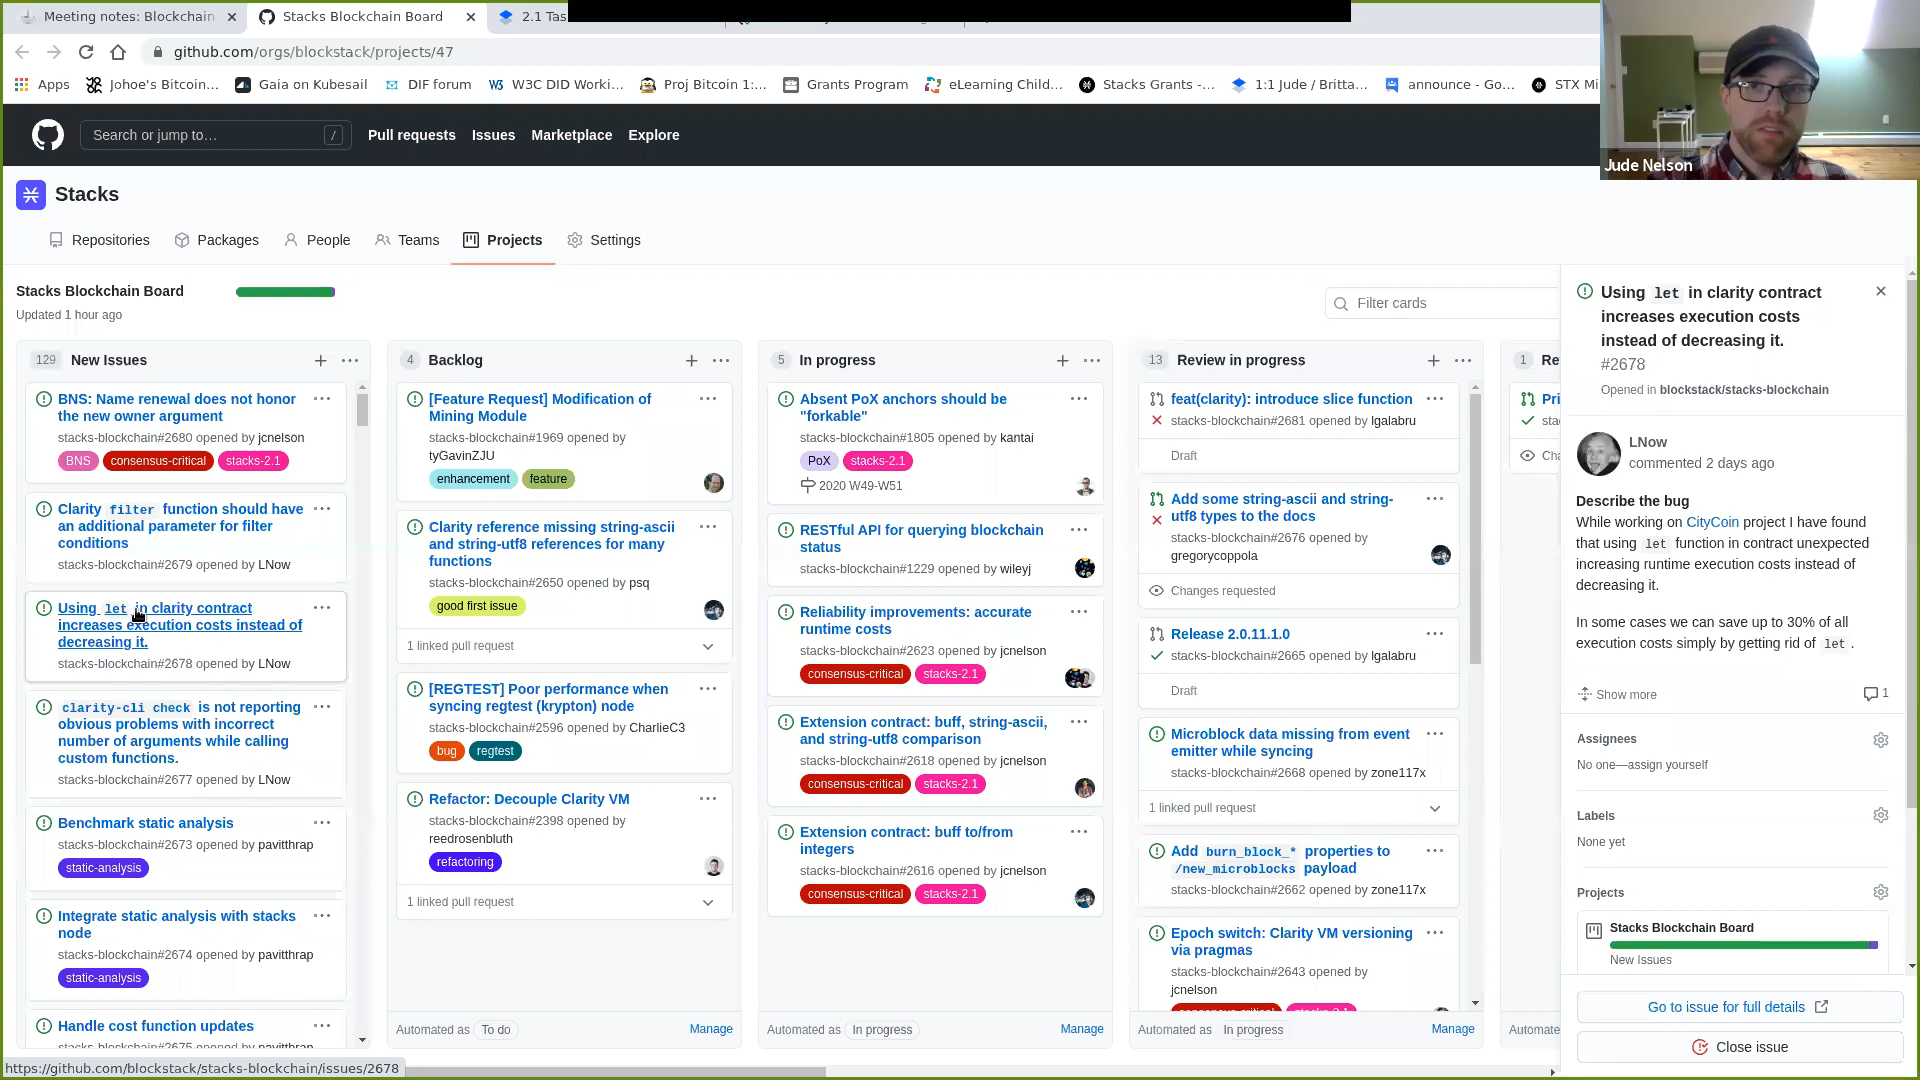 Meeting notes: Blockchain
Stacks Blockchain Board
2.1 Tas
github.com/orgs/blockstack/projects/47
Apps
Johoe's Bitcoin...
Gaia on Kubesail
DIF forum
W3C DID Worki...
Proj Bitcoin 1:...
Grants Program
eLearning Child...
Stacks Grants -...
1:1 Jude / Britta...
announce - Go...
STX Mi
Jude Nelson
Search or jump to...
/
Pull requests
Issues
Marketplace
Explore
Stacks
Repositories
Packages
People
Teams
Projects
Settings
Stacks Blockchain Board
Updated 1 hour ago
Filter cards
129 New Issues
BNS: Name renewal does not honor
the new owner argument
stacks-blockchain#2680 opened by jcnelson
BNS consensus-critical stacks-2.1
Clarity filter function should have
an additional parameter for filter
conditions
stacks-blockchain#2679 opened by LNow
Using let in clarity contract
increases execution costs instead of
decreasing it.
stacks-blockchain#2678 opened by LNow
clarity-cli check is not reporting
obvious problems with incorrect
number of arguments while calling
custom functions.
stacks-blockchain#2677 opened by LNow
Benchmark static analysis
stacks-blockchain#2673 opened by pavitthrap
static-analysis
Integrate static analysis with stacks
node
stacks-blockchain#2674 opened by pavitthrap
static-analysis
Handle cost function updates
stacks-blockchain#2675 opened by pavitthrap
4 Backlog
[Feature Request] Modification of
Mining Module
stacks-blockchain#1969 opened by
tyGavinZJU
enhancement feature
Clarity reference missing string-ascii
and string-utf8 references for many
functions
stacks-blockchain#2650 opened by psq
good first issue
1 linked pull request
[REGTEST] Poor performance when
syncing regtest (krypton) node
stacks-blockchain#2596 opened by CharlieC3
bug regtest
Refactor: Decouple Clarity VM
stacks-blockchain#2398 opened by
reedrosenbluth
refactoring
1 linked pull request
Automated as To do Manage
5 In progress
Absent PoX anchors should be
"forkable"
stacks-blockchain#1805 opened by kantai
PoX stacks-2.1
2020 W49-W51
RESTful API for querying blockchain
status
stacks-blockchain#1229 opened by wileyj
Reliability improvements: accurate
runtime costs
stacks-blockchain#2623 opened by jcnelson
consensus-critical stacks-2.1
Extension contract: buff, string-ascii,
and string-utf8 comparison
stacks-blockchain#2618 opened by jcnelson
consensus-critical stacks-2.1
Extension contract: buff to/from
integers
stacks-blockchain#2616 opened by jcnelson
consensus-critical stacks-2.1
Automated as In progress Manage
13 Review in progress
feat(clarity): introduce slice function
stacks-blockchain#2681 opened by lgalabru
Draft
Add some string-ascii and string-
utf8 types to the docs
stacks-blockchain#2676 opened by
gregorycoppola
Changes requested
Release 2.0.11.1.0
stacks-blockchain#2665 opened by lgalabru
Draft
Microblock data missing from event
emitter while syncing
stacks-blockchain#2668 opened by zone117x
1 linked pull request
Add burn_block_* properties to
/new_microblocks payload
stacks-blockchain#2662 opened by zone117x
Epoch switch: Clarity VM versioning
via pragmas
stacks-blockchain#2643 opened by
jcnelson
consensus-critical stacks-2.1
Automated as In progress Manage
1 Re
Pri
sta
Cha
Automate
Using let in clarity contract
increases execution costs
instead of decreasing it.
#2678
Opened in blockstack/stacks-blockchain
LNow
commented 2 days ago
Describe the bug
While working on CityCoin project I have found
that using let function in contract unexpected
increasing runtime execution costs instead of
decreasing it.
In some cases we can save up to 30% of all
execution costs simply by getting rid of let .
Show more
1
Assignees
No one—assign yourself
Labels
None yet
Projects
Stacks Blockchain Board
New Issues
Go to issue for full details
Close issue
https://github.com/blockstack/stacks-blockchain/issues/2678